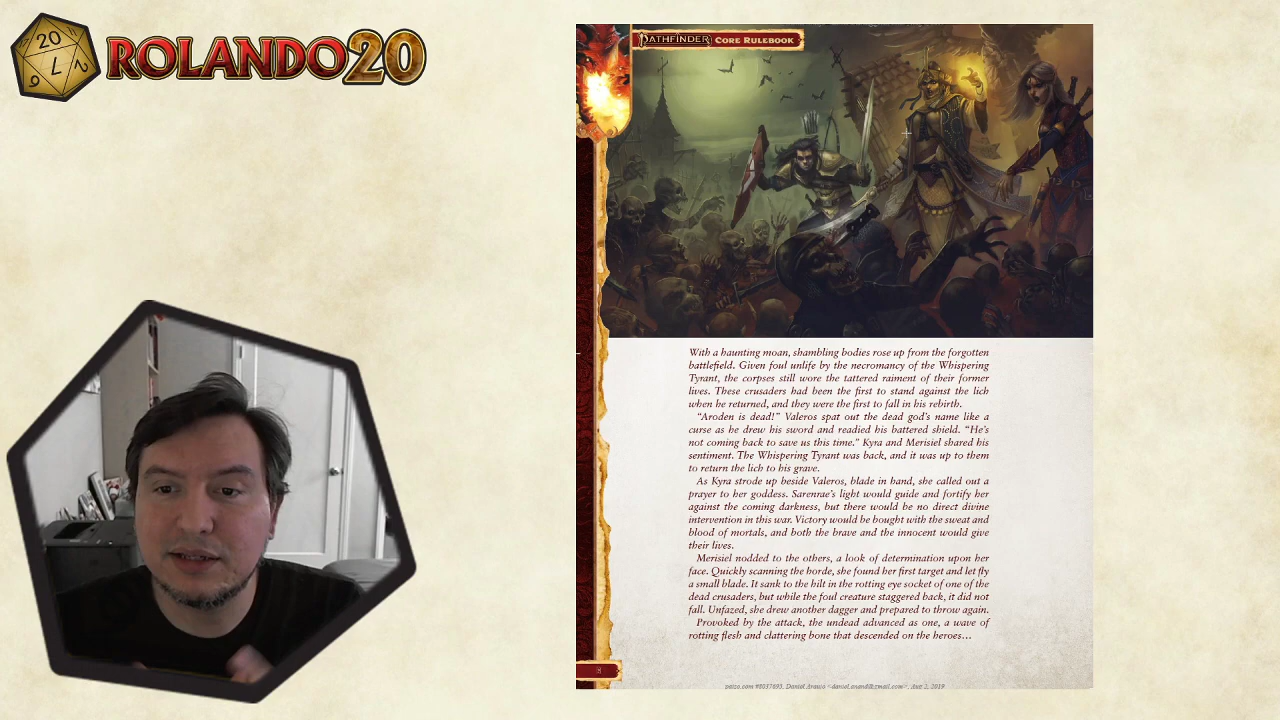 20
7
2
9
ROLANDO20
PATHFINDER CORE RULEBOOK
With a haunting moan, shambling bodies rose up from the forgotten
battlefield. Given foul unlife by the necromancy of the Whispering
Tyrant, the corpses still wore the tattered raiment of their former
lives. These crusaders had been the first to stand against the lich
when he returned, and they were the first to fall in his rebirth.
“Aroden is dead!” Valeros spat out the dead god’s name like a
curse as he drew his sword and readied his battered shield. “He’s
not coming back to save us this time.” Kyra and Merisiel shared his
sentiment. The Whispering Tyrant was back, and it was up to them
to return the lich to his grave.
As Kyra strode up beside Valeros, blade in hand, she called out a
prayer to her goddess. Sarenrae’s light would guide and fortify her
against the coming darkness, but there would be no direct divine
intervention in this war. Victory would be bought with the sweat and
blood of mortals, and both the brave and the innocent would give
their lives.
Merisiel nodded to the others, a look of determination upon her
face. Quickly scanning the horde, she found her first target and let fly
a small blade. It sank to the hilt in the rotting eye socket of one of the
dead crusaders, but while the foul creature staggered back, it did not
fall. Unfazed, she drew another dagger and prepared to throw again.
Provoked by the attack, the undead advanced as one, a wave of
rotting flesh and clattering bone that descended on the heroes…
paizo.com Daniel Aug 2, 2019